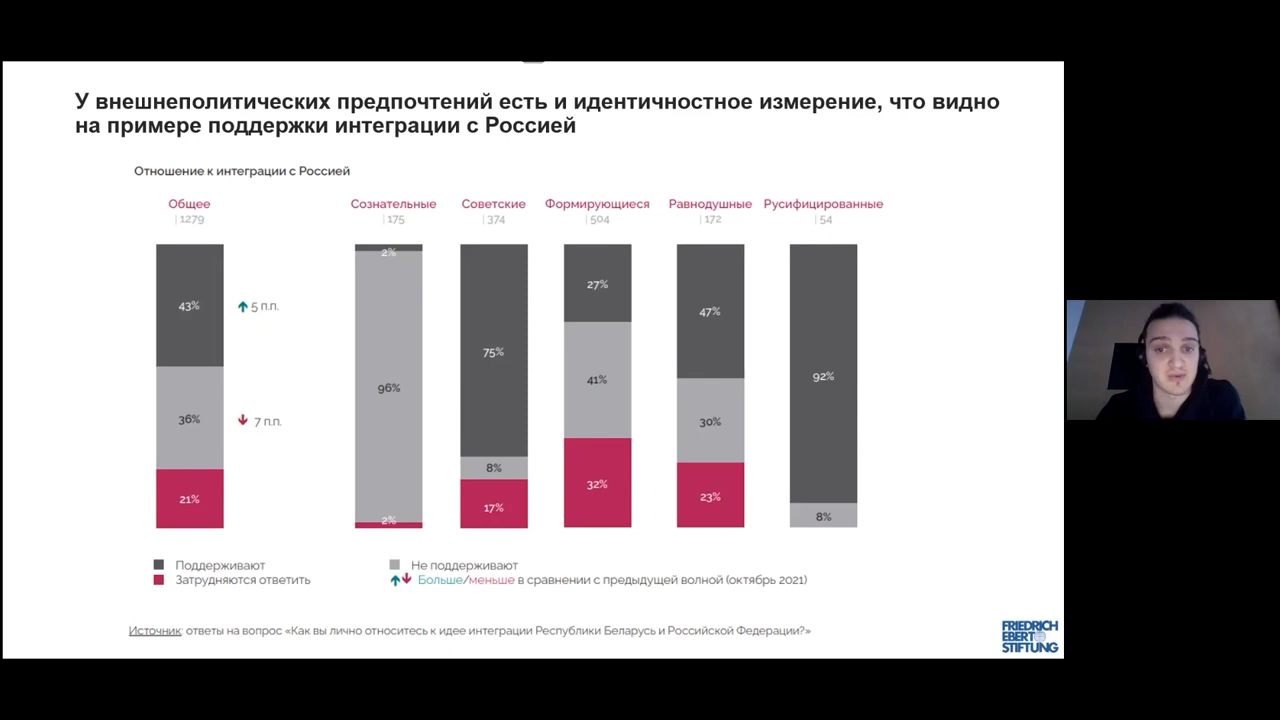 У внешнеполитических предпочтений есть и идентичностное измерение, что видно
на примере поддержки интеграции с Россией
Отношение к интеграции с Россией
Общее
| 1279
Сознательные
| 175
Советские
| 374
Формирующиеся
| 504
Равнодушные
| 172
Русифицированные
| 54
43%
36%
21%
5 п.п.
7 п.п.
2%
96%
2%
75%
8%
17%
27%
41%
32%
47%
30%
23%
92%
8%
Поддерживают
Не поддерживают
Затрудняются ответить
Больше/меньше в сравнении с предыдущей волной (октябрь 2021)
Источник: ответы на вопрос «Как вы лично относитесь к идее интеграции Республики Беларусь и Российской Федерации?»
FRIEDRICH
EBERT
STIFTUNG